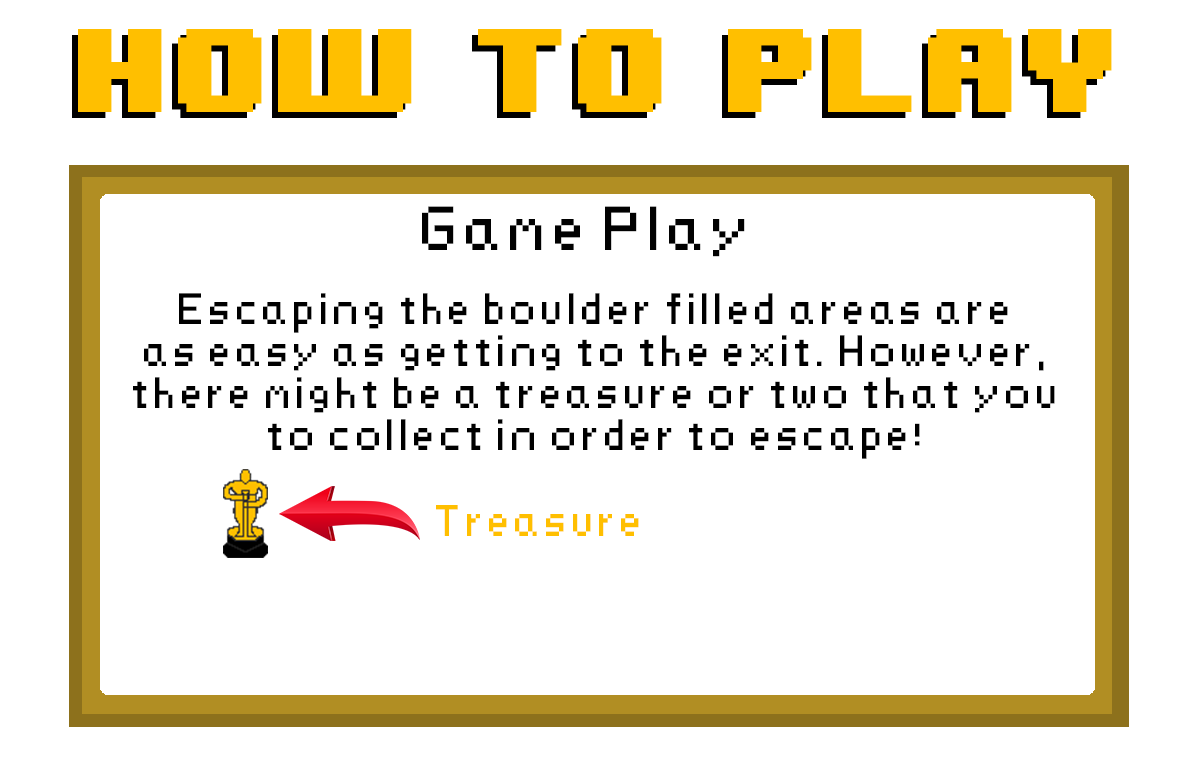 HOW TO PLAY
Game Play
Escaping the boulder filled areas are
as easy as getting to the exit. However,
there might be a treasure or two that you
to collect in order to escape!
Treasure